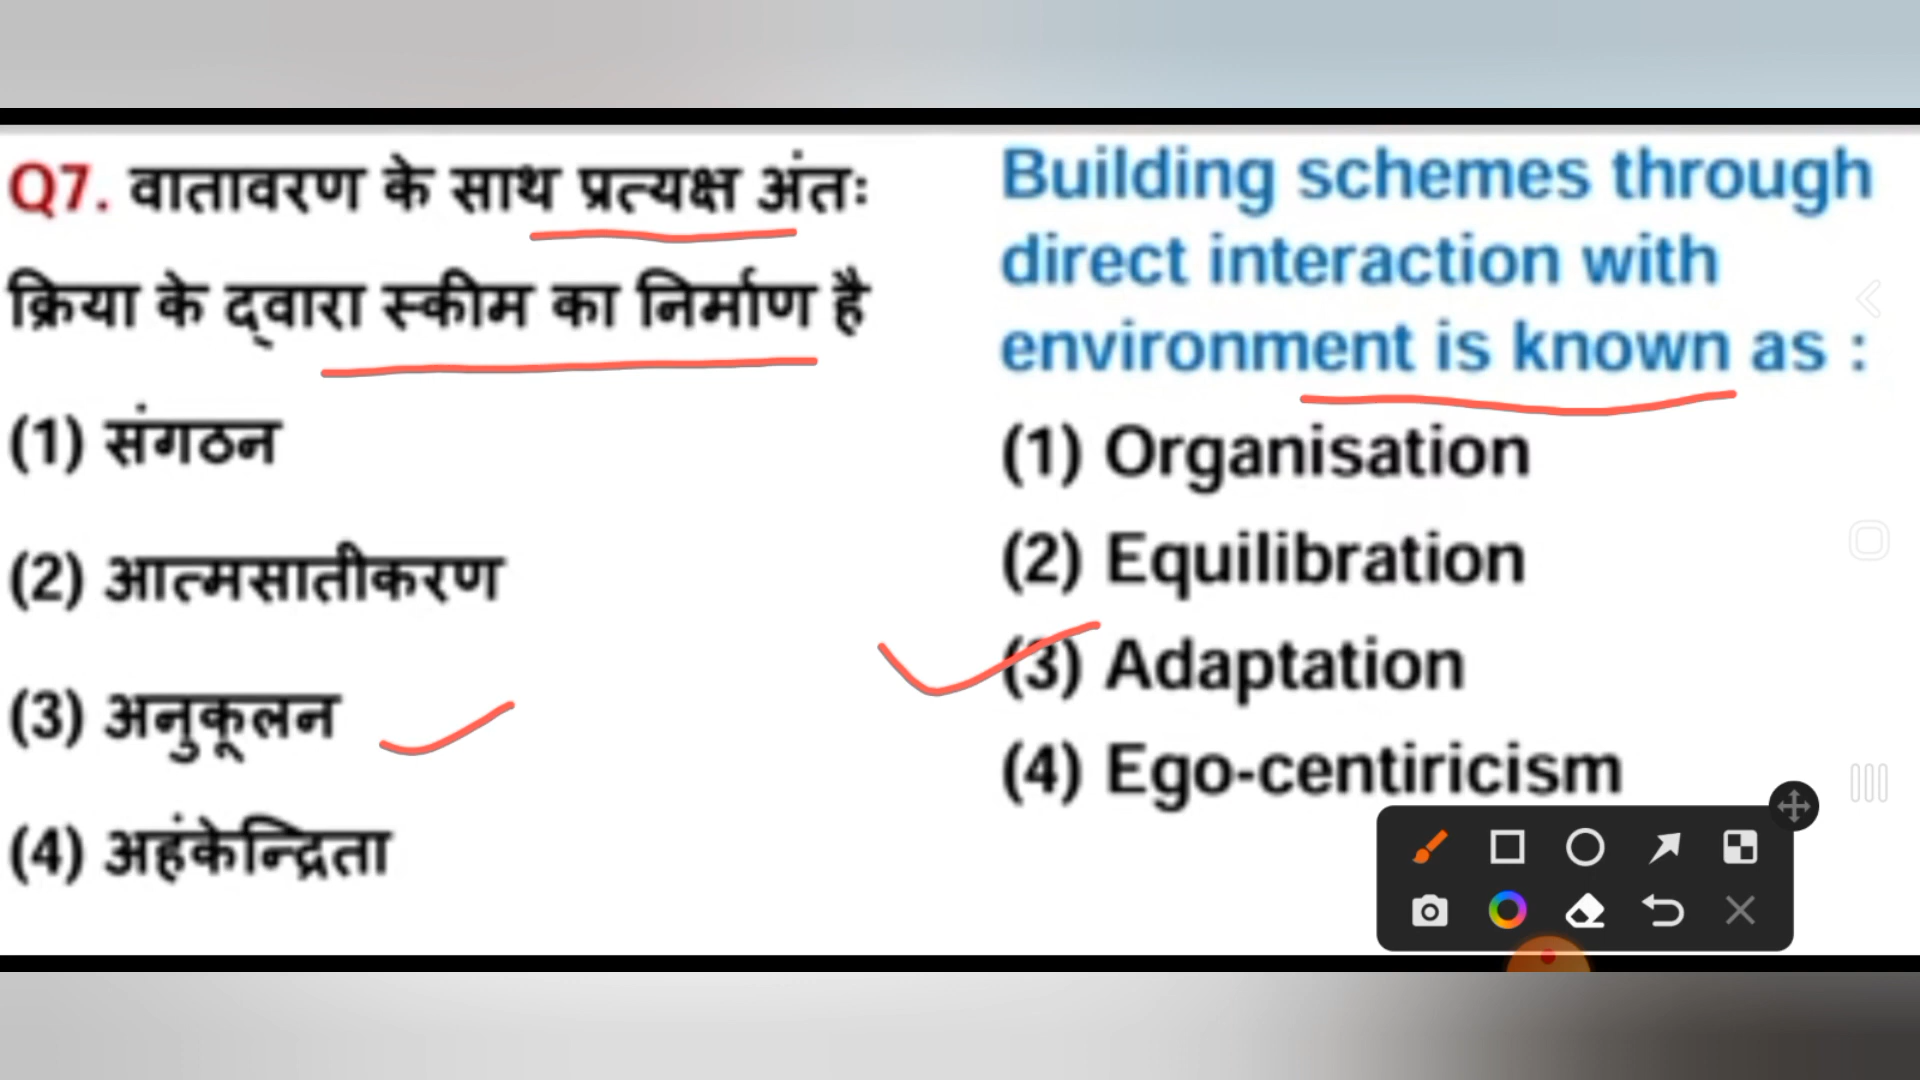 Q7. वातावरण के साथ प्रत्यक्ष अंतः
क्रिया के द्वारा स्कीम का निर्माण है
(1) संगठन
(2) आत्मसातीकरण
(3) अनुकूलन
(4) अहंकेन्द्रिता
Building schemes through
direct interaction with
environment is known as :
(1) Organisation
(2) Equilibration
(3) Adaptation
(4) Ego-centiricism